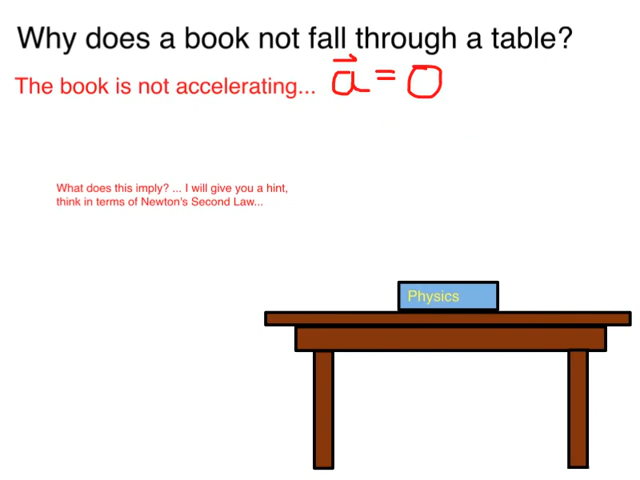 Why does a book not fall through a table?
The book is not accelerating... a = 0
What does this imply? ... I will give you a hint,
think in terms of Newton's Second Law...
Physics